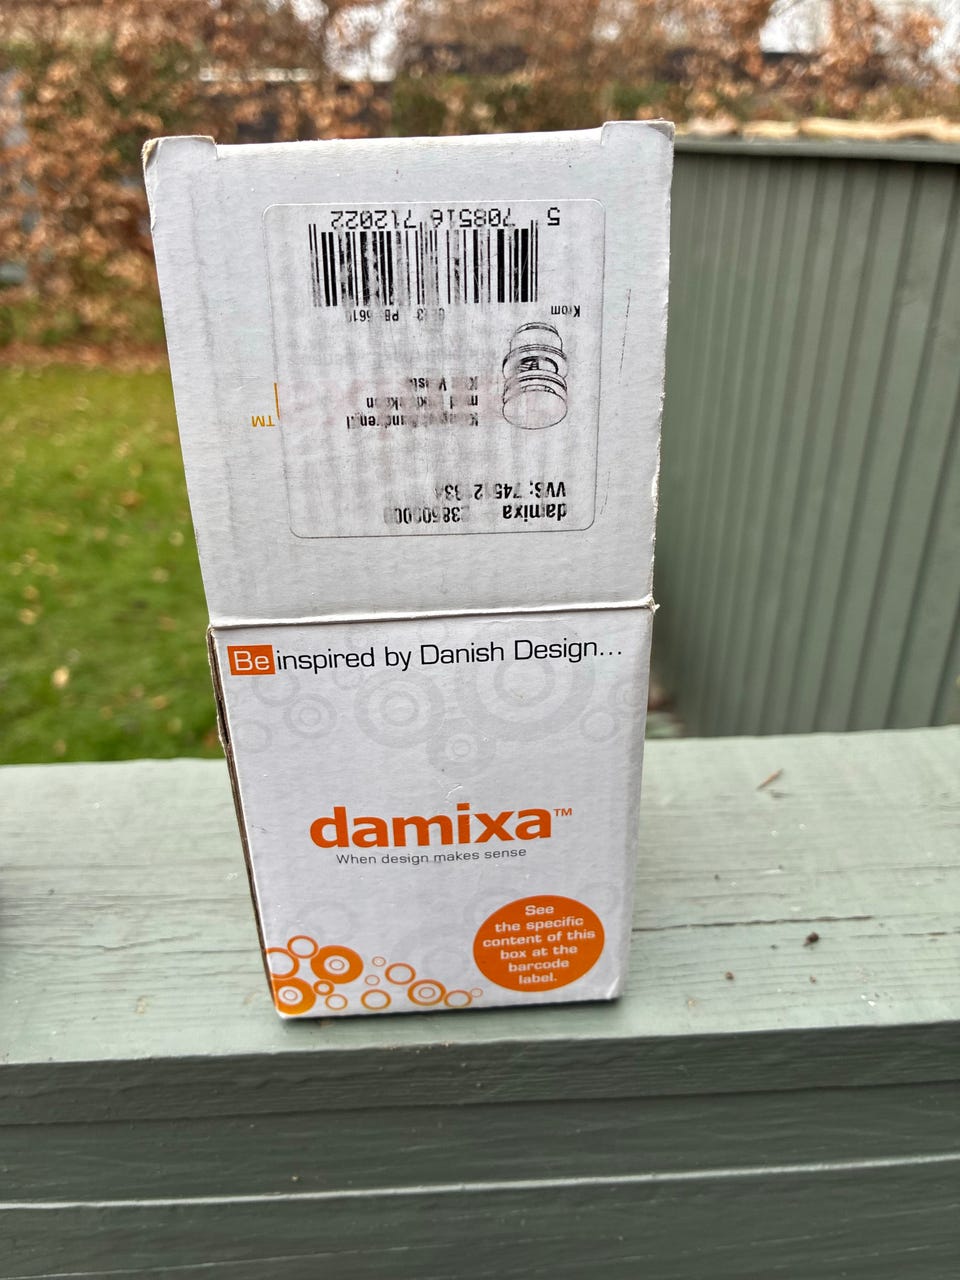 damixa
VVS:
Krom
5 708516 712022
TM
Be inspired by Danish Design...
damixa™
When design makes sense
See
the specific
content of this
box at the
barcode
label.